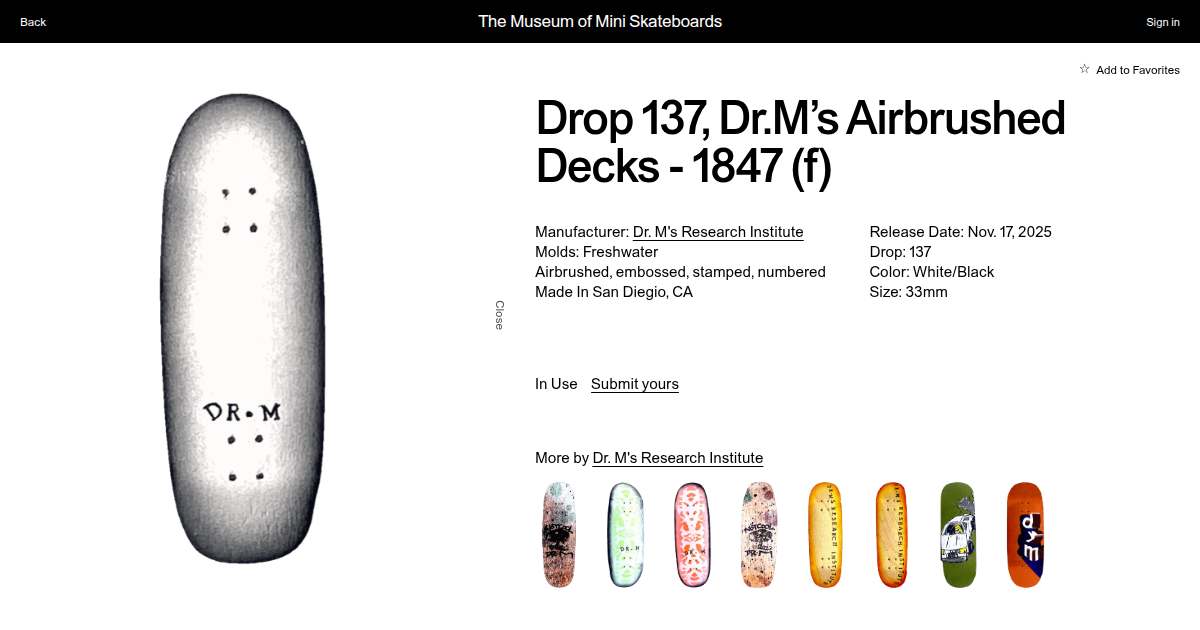 Back
The Museum of Mini Skateboards
Sign in
☆ Add to Favorites
Drop 137, Dr.M’s Airbrushed
Decks - 1847 (f)
Manufacturer: Dr. M's Research Institute
Molds: Freshwater
Airbrushed, embossed, stamped, numbered
Made In San Diegio, CA
Release Date: Nov. 17, 2025
Drop: 137
Color: White/Black
Size: 33mm
Close
DR•M
In Use Submit yours
More by Dr. M's Research Institute
DR•M